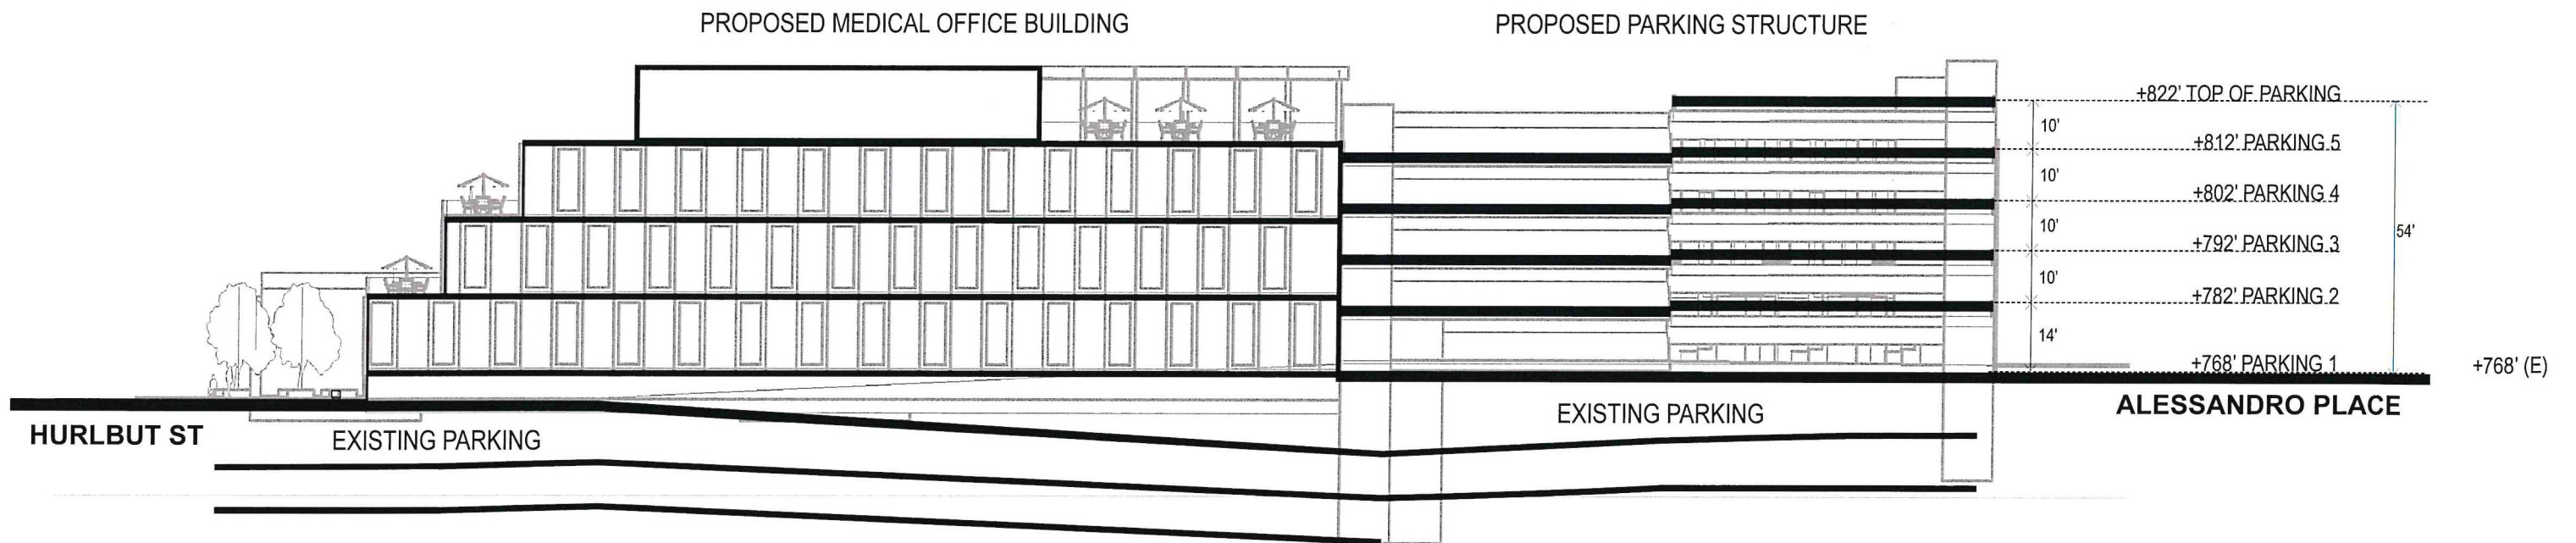 PROPOSED MEDICAL OFFICE BUILDING
PROPOSED PARKING STRUCTURE
+822' TOP OF PARKING
10'
+812' PARKING 5
10'
+802' PARKING 4
10'
+792' PARKING 3
54'
10'
+782' PARKING 2
14'
+768' PARKING 1
+768' (E)
HURLBUT ST
EXISTING PARKING
EXISTING PARKING
ALESSANDRO PLACE